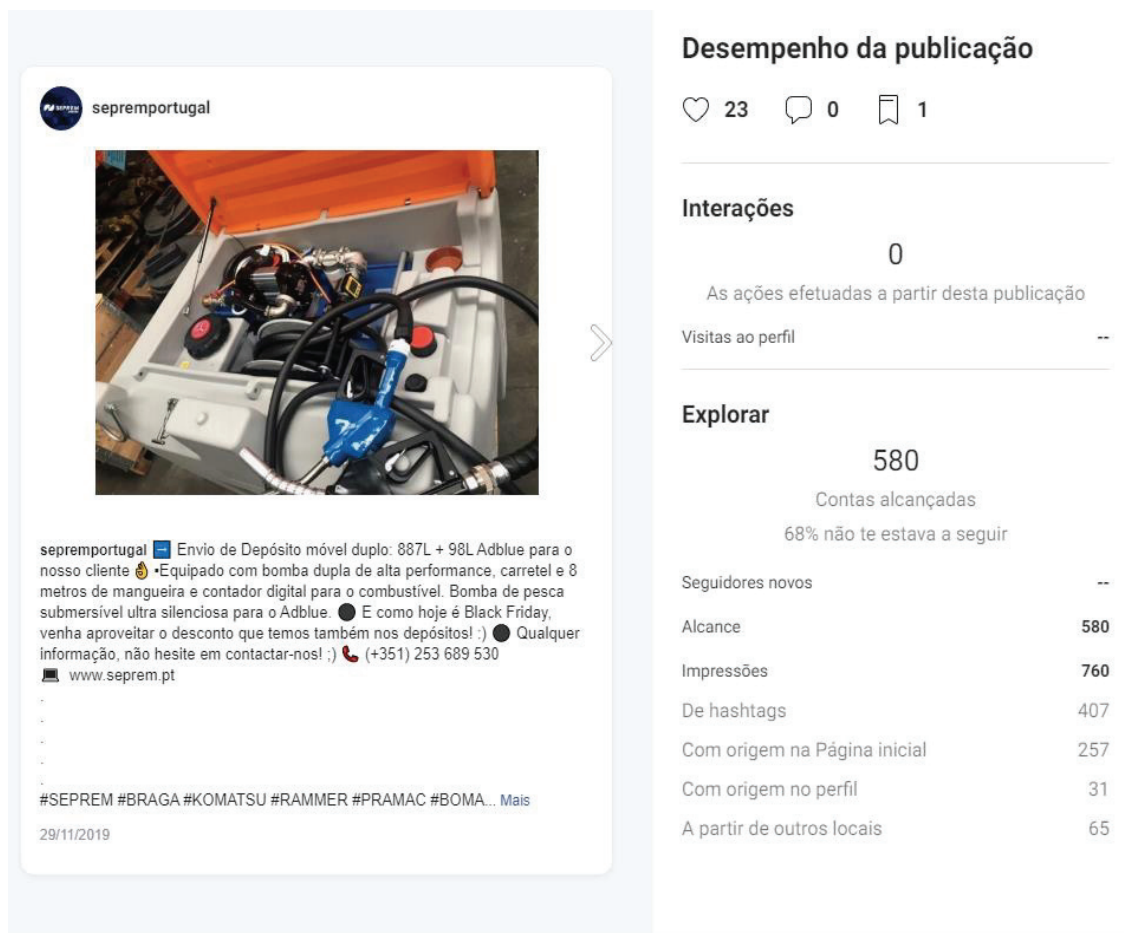 sepremportugal
sepremportugal ➡️ Envio de Depósito móvel duplo: 887L + 98L Adblue para o
nosso cliente 👌 •Equipado com bomba dupla de alta performance, carretel e 8
metros de mangueira e contador digital para o combustível. Bomba de pesca
submersível ultra silenciosa para o Adblue. ⚫ E como hoje é Black Friday,
venha aproveitar o desconto que temos também nos depósitos! :) ⚫ Qualquer
informação, não hesite em contactar-nos! ;) 📞 (+351) 253 689 530
💻 www.seprem.pt
.
.
.
.
.
#SEPREM #BRAGA #KOMATSU #RAMMER #PRAMAC #BOMA... Mais
29/11/2019
Desempenho da publicação
23 0 1
Interações
0
As ações efetuadas a partir desta publicação
Visitas ao perfil --
Explorar
580
Contas alcançadas
68% não te estava a seguir
Seguidores novos --
Alcance 580
Impressões 760
De hashtags 407
Com origem na Página inicial 257
Com origem no perfil 31
A partir de outros locais 65